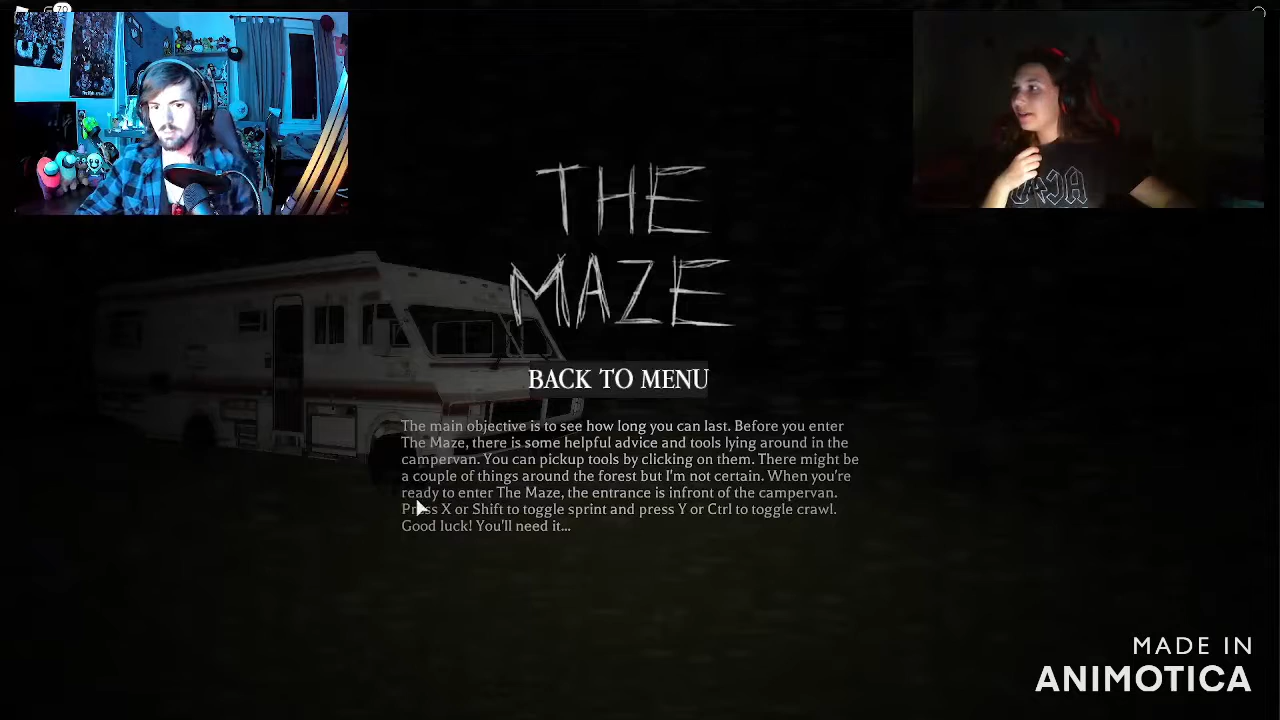 70
THE
MAZE
BACK TO MENU
The main objective is to see how long you can last. Before you enter
The Maze, there is some helpful advice and tools lying around in the
campervan. You can pickup tools by clicking on them. There might be
a couple of things around the forest but I'm not certain. When you're
ready to enter The Maze, the entrance is infront of the campervan.
Press X or Shift to toggle sprint and press Y or Ctrl to toggle crawl.
Good luck! You'll need it...
MADE IN
ANIMOTICA